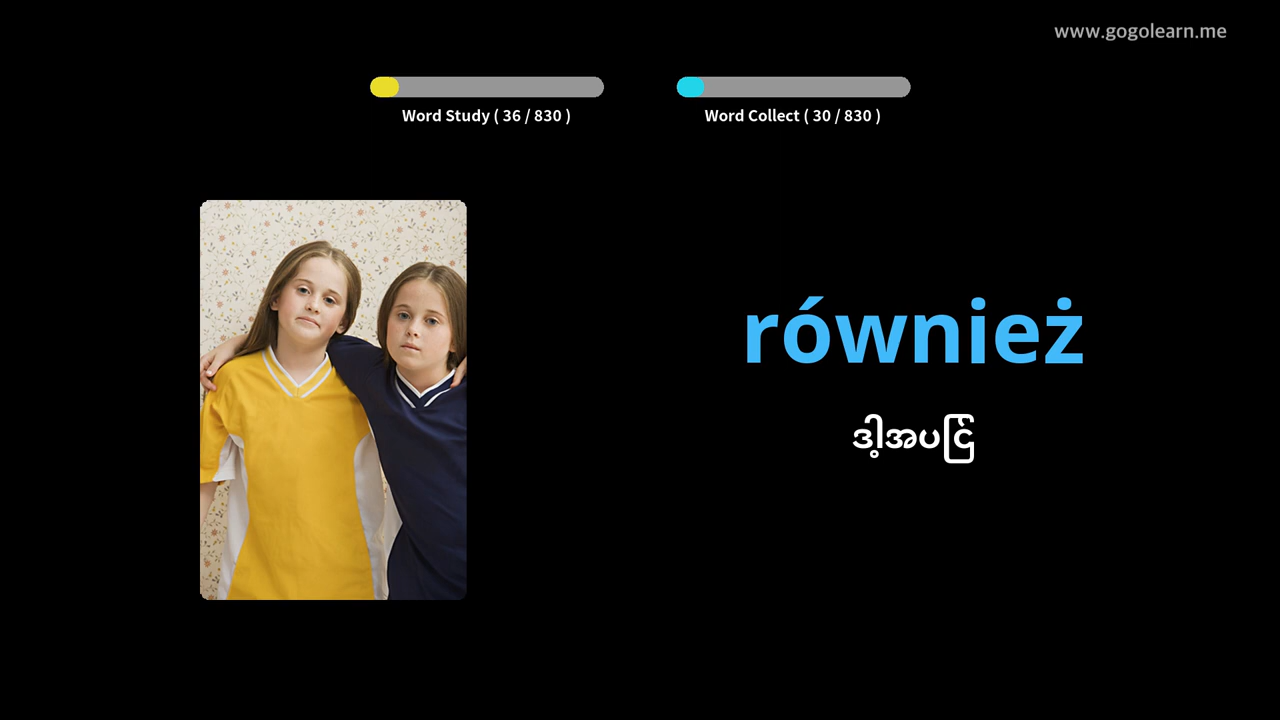 www.gogolearn.me
Word Study ( 36 / 830 )
Word Collect ( 30 / 830 )
również
ဒါ့အပြင်